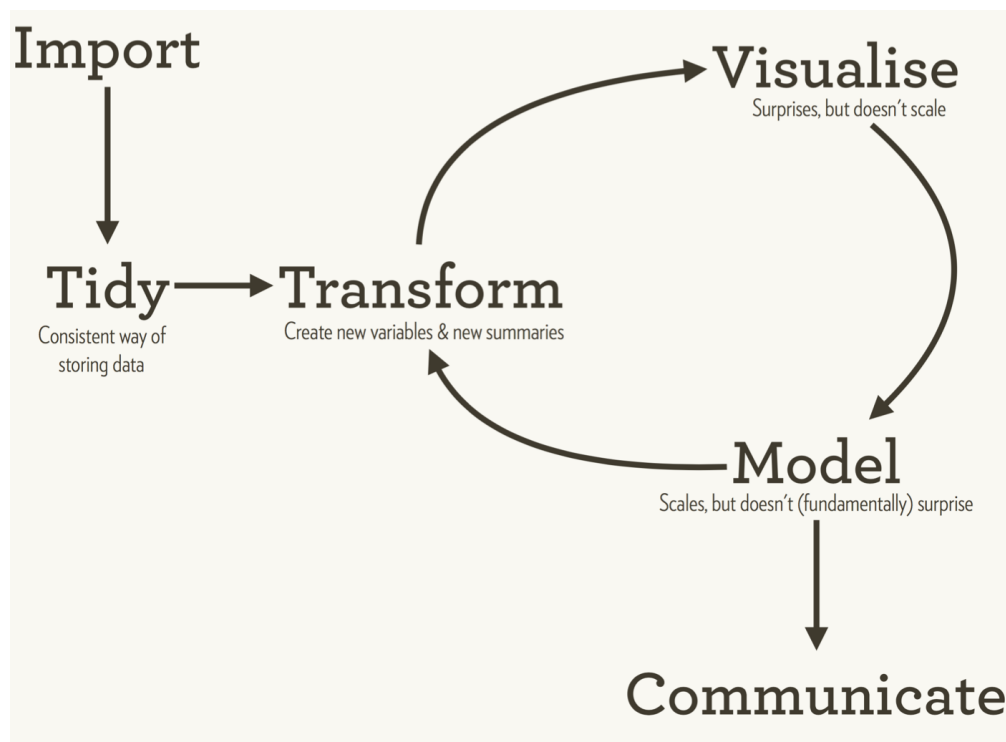 Import
Visualise
Surprises, but doesn't scale
Tidy
Consistent way of
storing data
Transform
Create new variables & new summaries
Model
Scales, but doesn't (fundamentally) surprise
Communicate